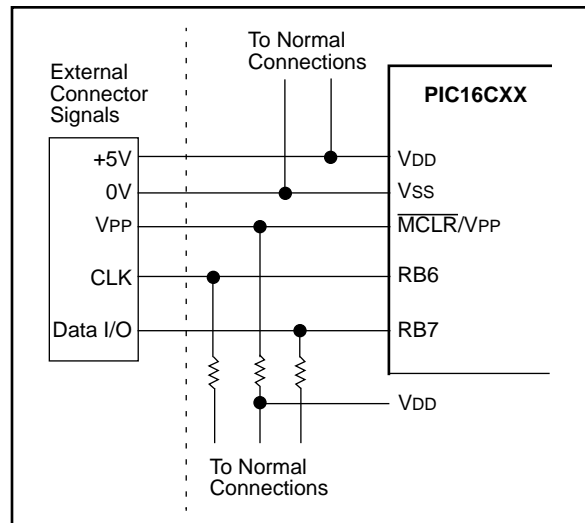 To Normal
Connections
External
Connector
Signals
PIC16CXX
+5V
VDD
0V
VSS
VPP
MCLR/VPP
CLK
RB6
Data I/O
RB7
VDD
To Normal
Connections